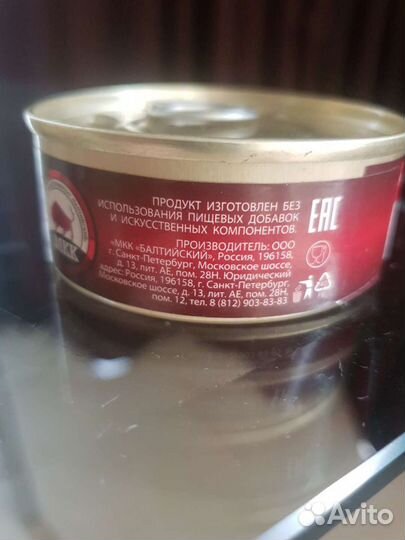 ПРОДУКТ ИЗГОТОВЛЕН БЕЗ
ИСПОЛЬЗОВАНИЯ ПИЩЕВЫХ ДОБАВОК
И ИСКУССТВЕННЫХ КОМПОНЕНТОВ.
ПРОИЗВОДИТЕЛЬ: ООО
«МКК «БАЛТИЙСКИЙ», Россия, 196158,
г. Санкт-Петербург, Московское шоссе,
д. 13, лит. АЕ, пом. 28Н. Юридический
адрес: Россия, 196158, г. Санкт-Петербург,
Московское шоссе, д. 13, лит. АЕ, пом. 28Н,
пом. 12, тел. 8 (812) 903-83-83
ЕАС
МКК
Avito